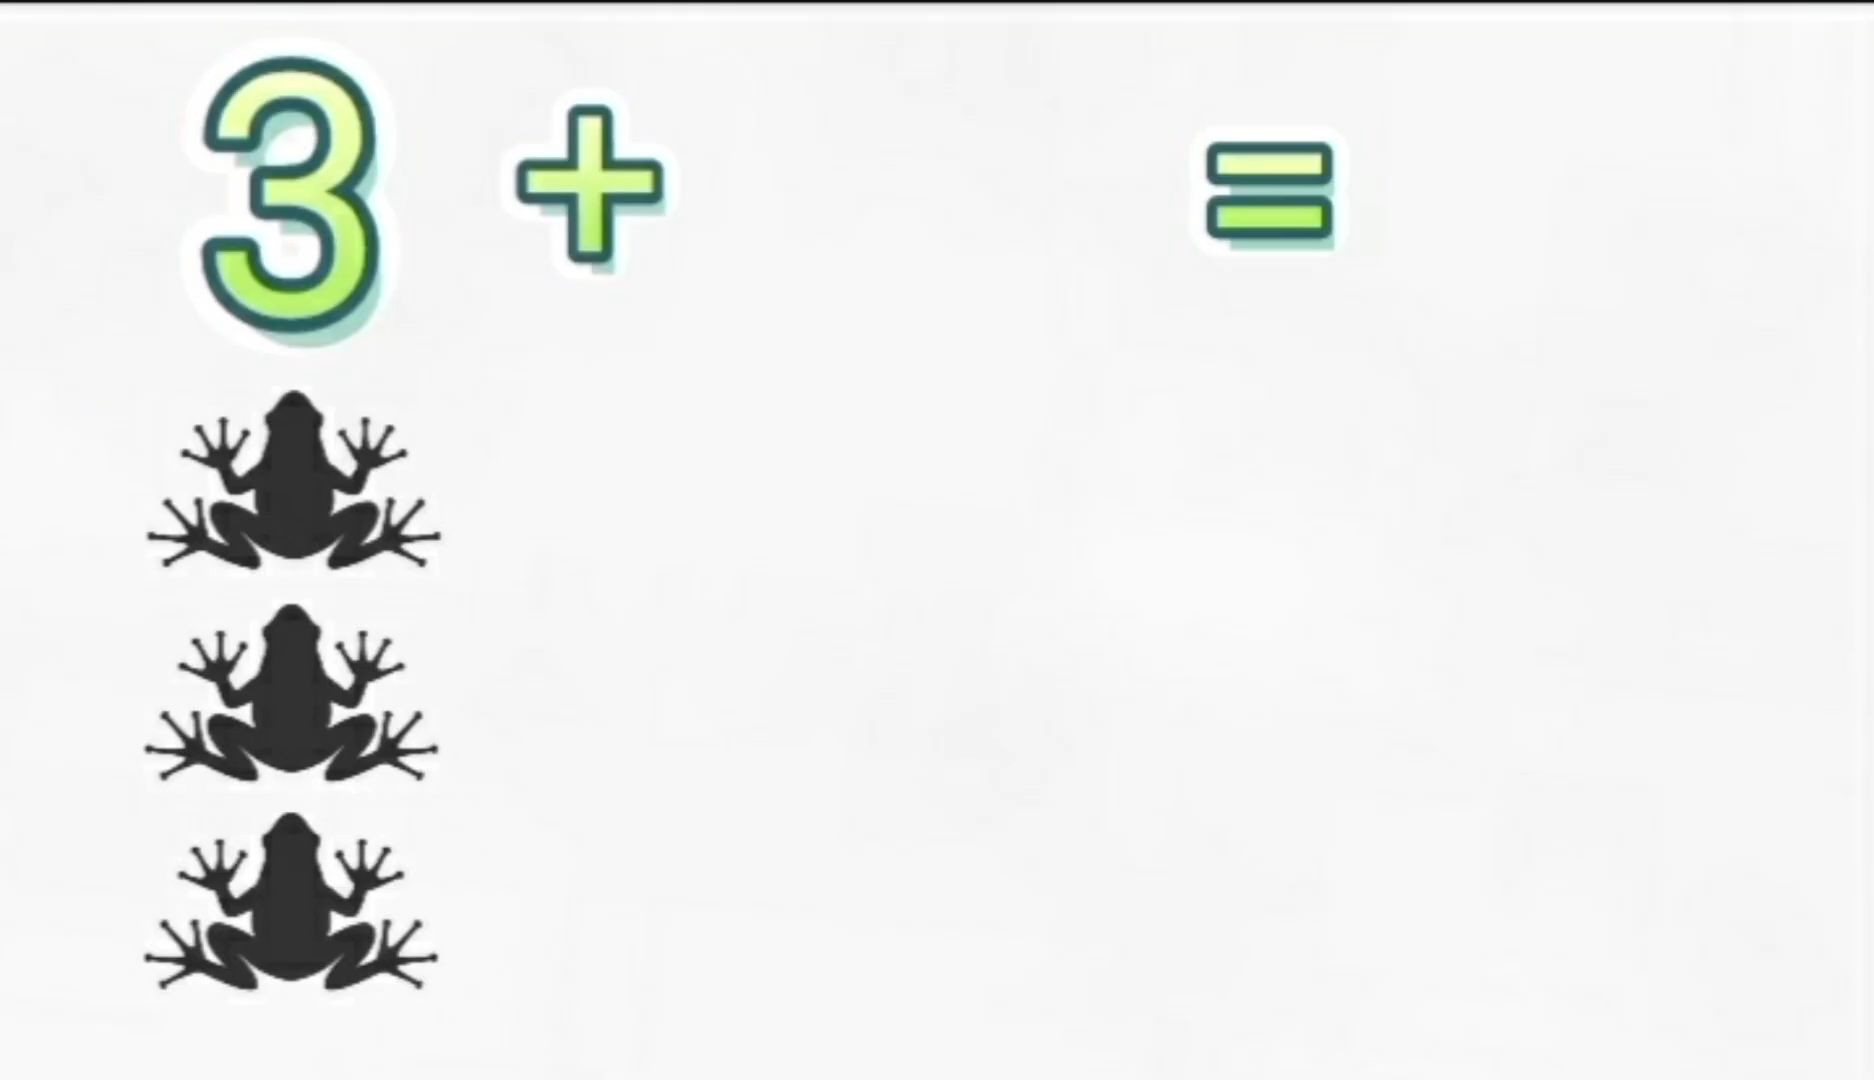 3 + =